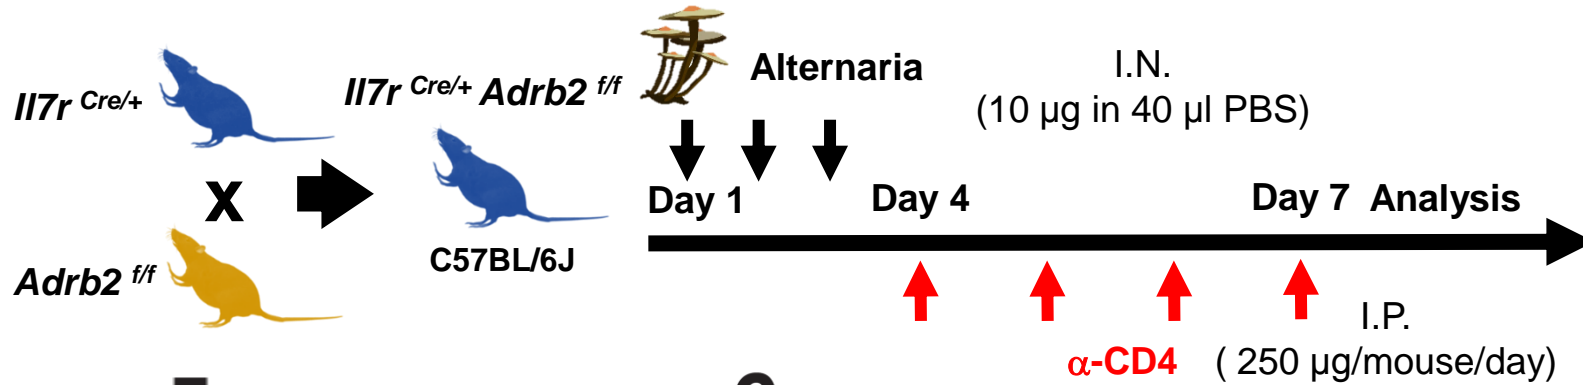 Il7r Cre/+
x
Adrb2 f/f
Il7r Cre/+ Adrb2 f/f
C57BL/6J
Alternaria
I.N.
(10 µg in 40 µl PBS)
Day 1 Day 4 Day 7 Analysis
I.P.
α-CD4 ( 250 µg/mouse/day)